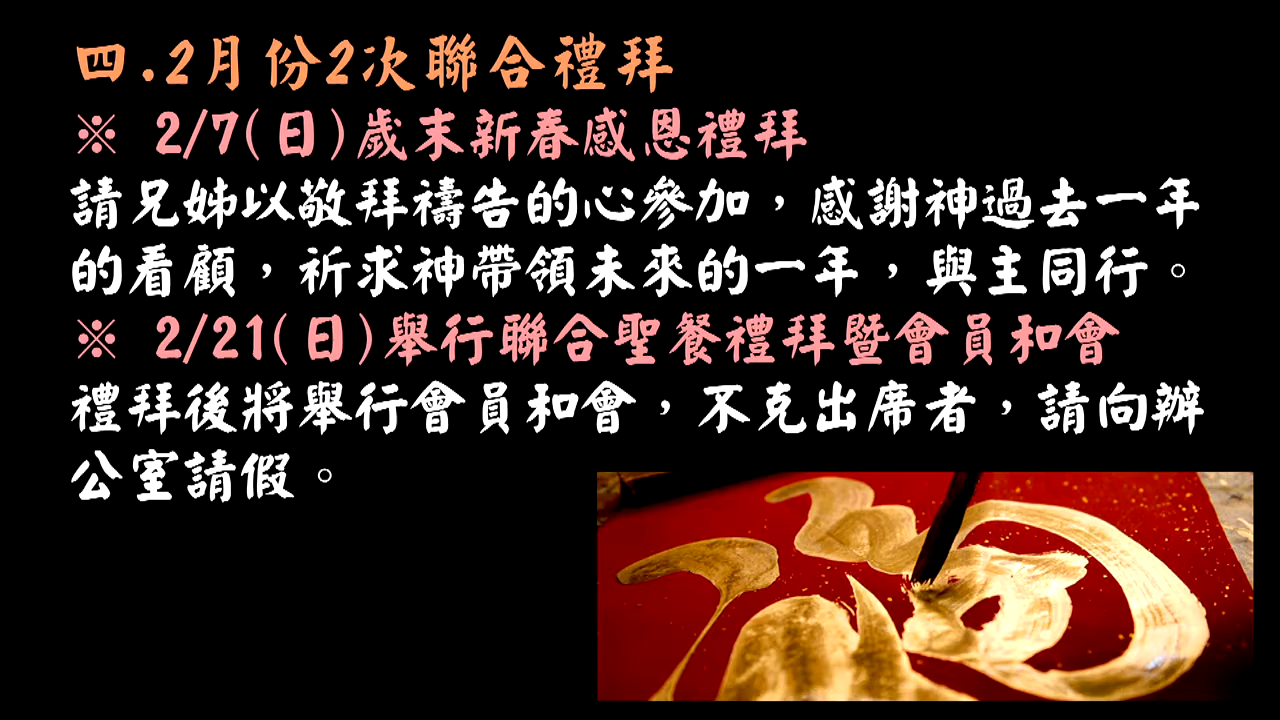 四.2月份2次聯合禮拜
※ 2/7(日)歲末新春感恩禮拜
請兄姊以敬拜禱告的心參加，感謝神過去一年
的看顧，祈求神帶領未來的一年，與主同行。
※ 2/21(日)舉行聯合聖餐禮拜暨會員和會
禮拜後將舉行會員和會，不克出席者，請向辦
公室請假。